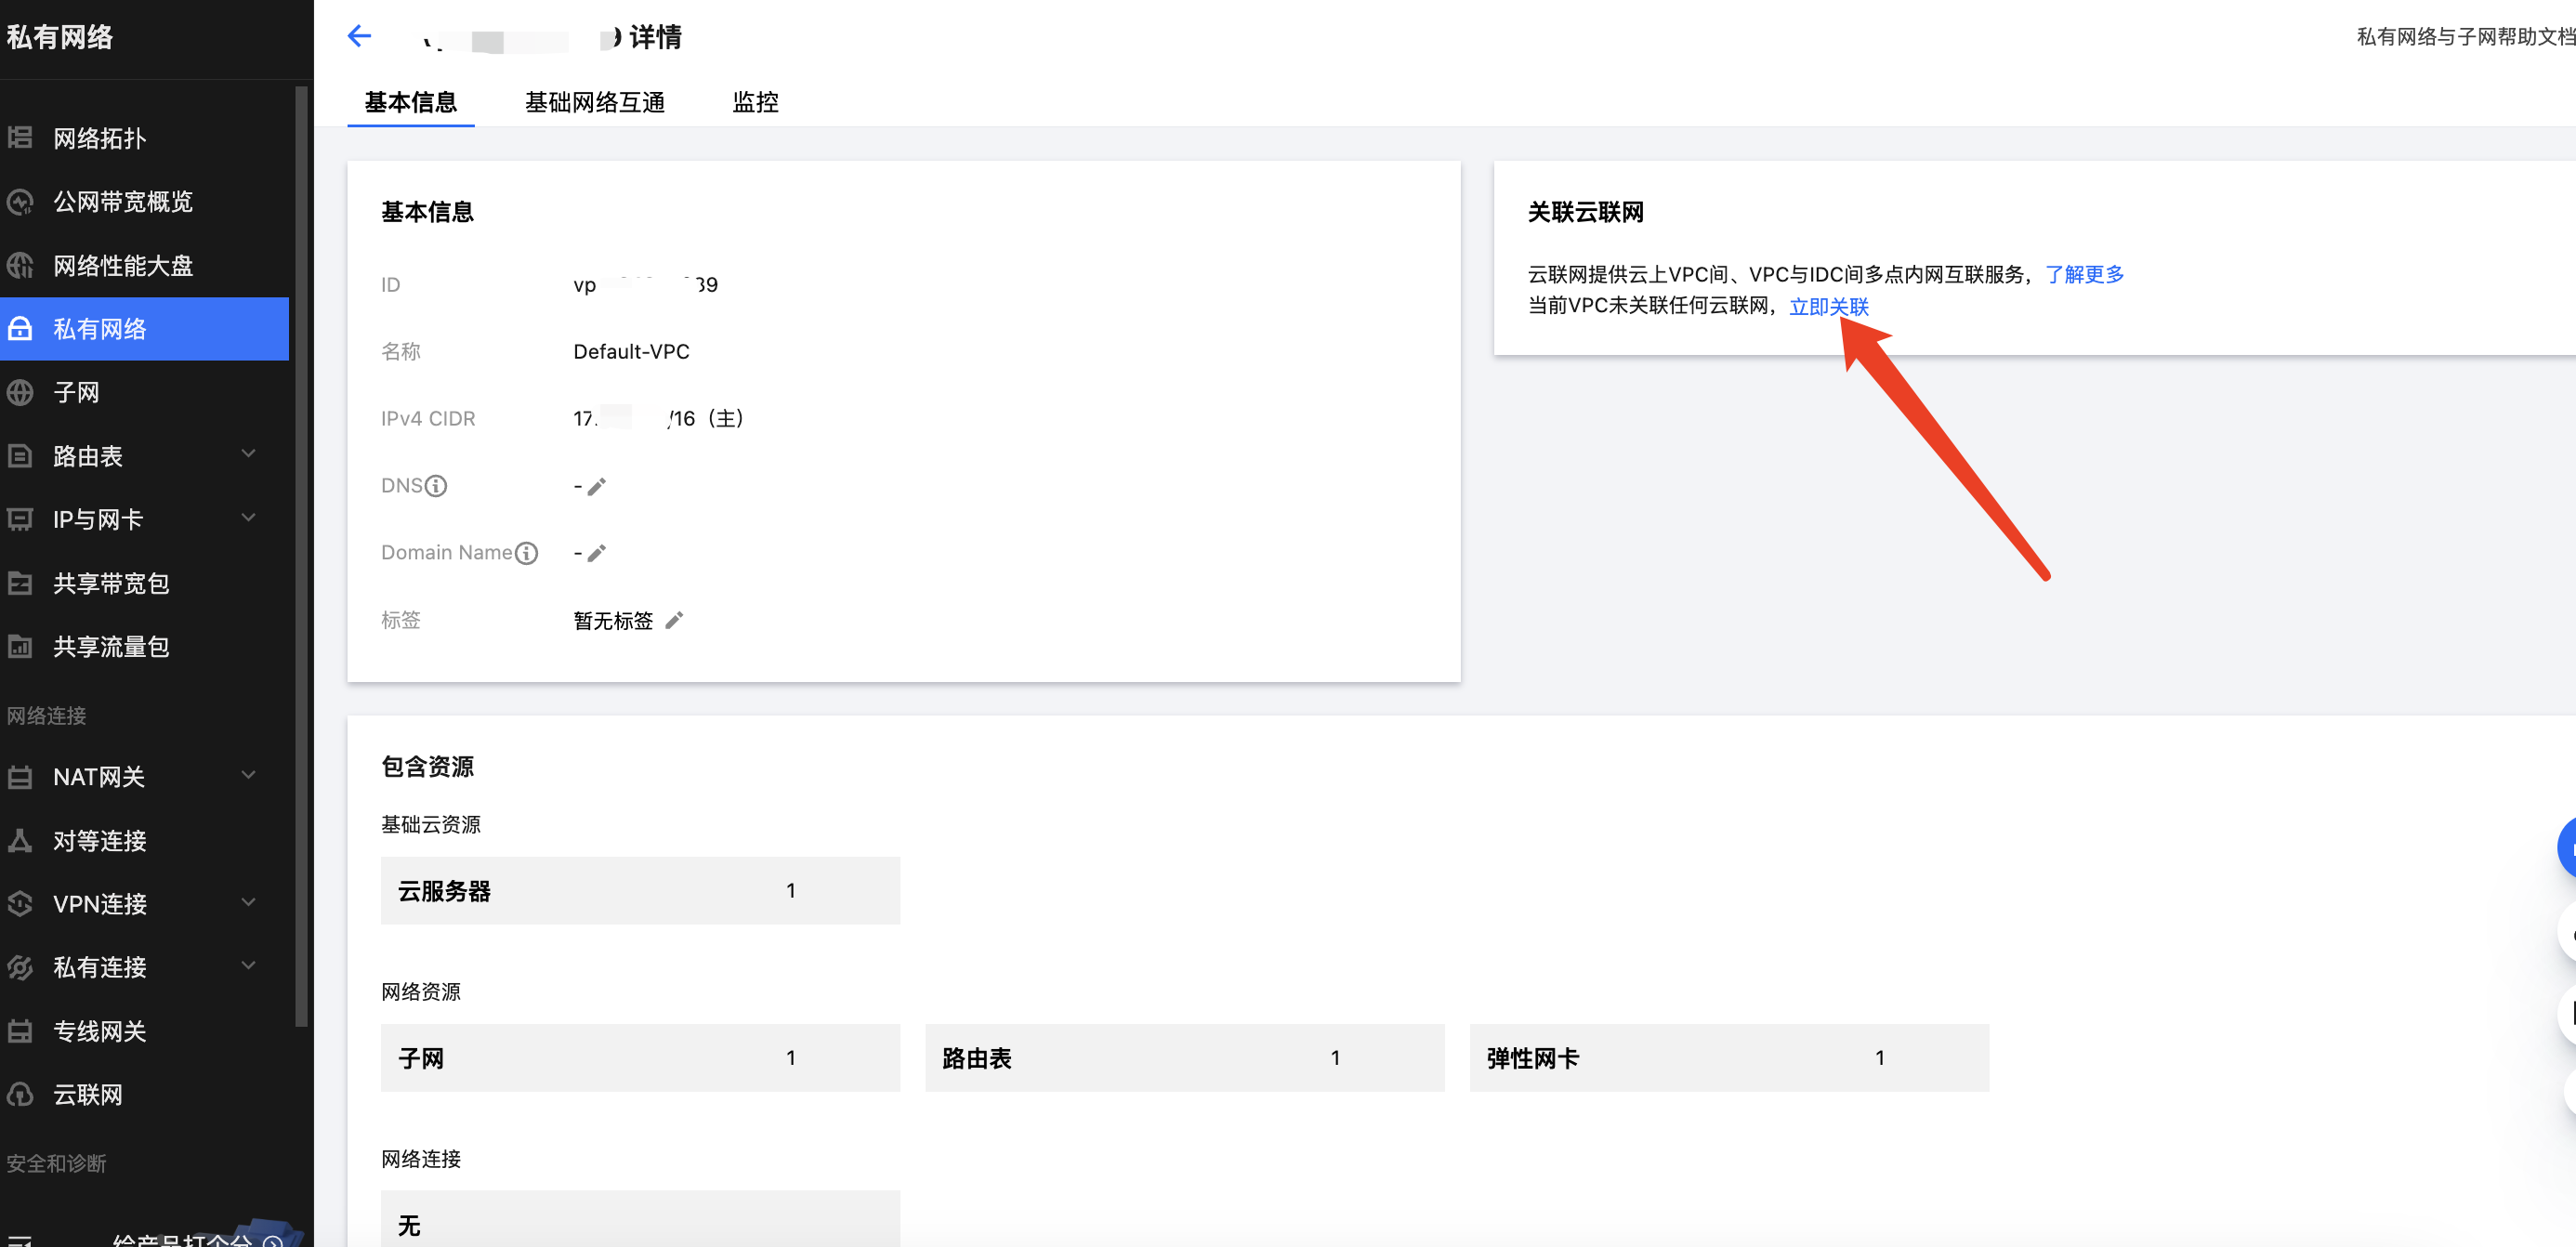 私有网络
详情
私有网络与子网帮助文档
基本信息
基础网络互通
监控
网络拓扑
公网带宽概览
网络性能大盘
私有网络
子网
路由表
IP与网卡
共享带宽包
共享流量包
网络连接
NAT网关
对等连接
VPN连接
私有连接
专线网关
云联网
安全和诊断
给产品打个分
基本信息
ID
vp 39
名称
Default-VPC
IPv4 CIDR
17. /16（主）
DNS
-
Domain Name
-
标签
暂无标签
关联云联网
云联网提供云上VPC间、VPC与IDC间多点内网互联服务，了解更多
当前VPC未关联任何云联网，立即关联
包含资源
基础云资源
云服务器 1
网络资源
子网 1
路由表 1
弹性网卡 1
网络连接
无